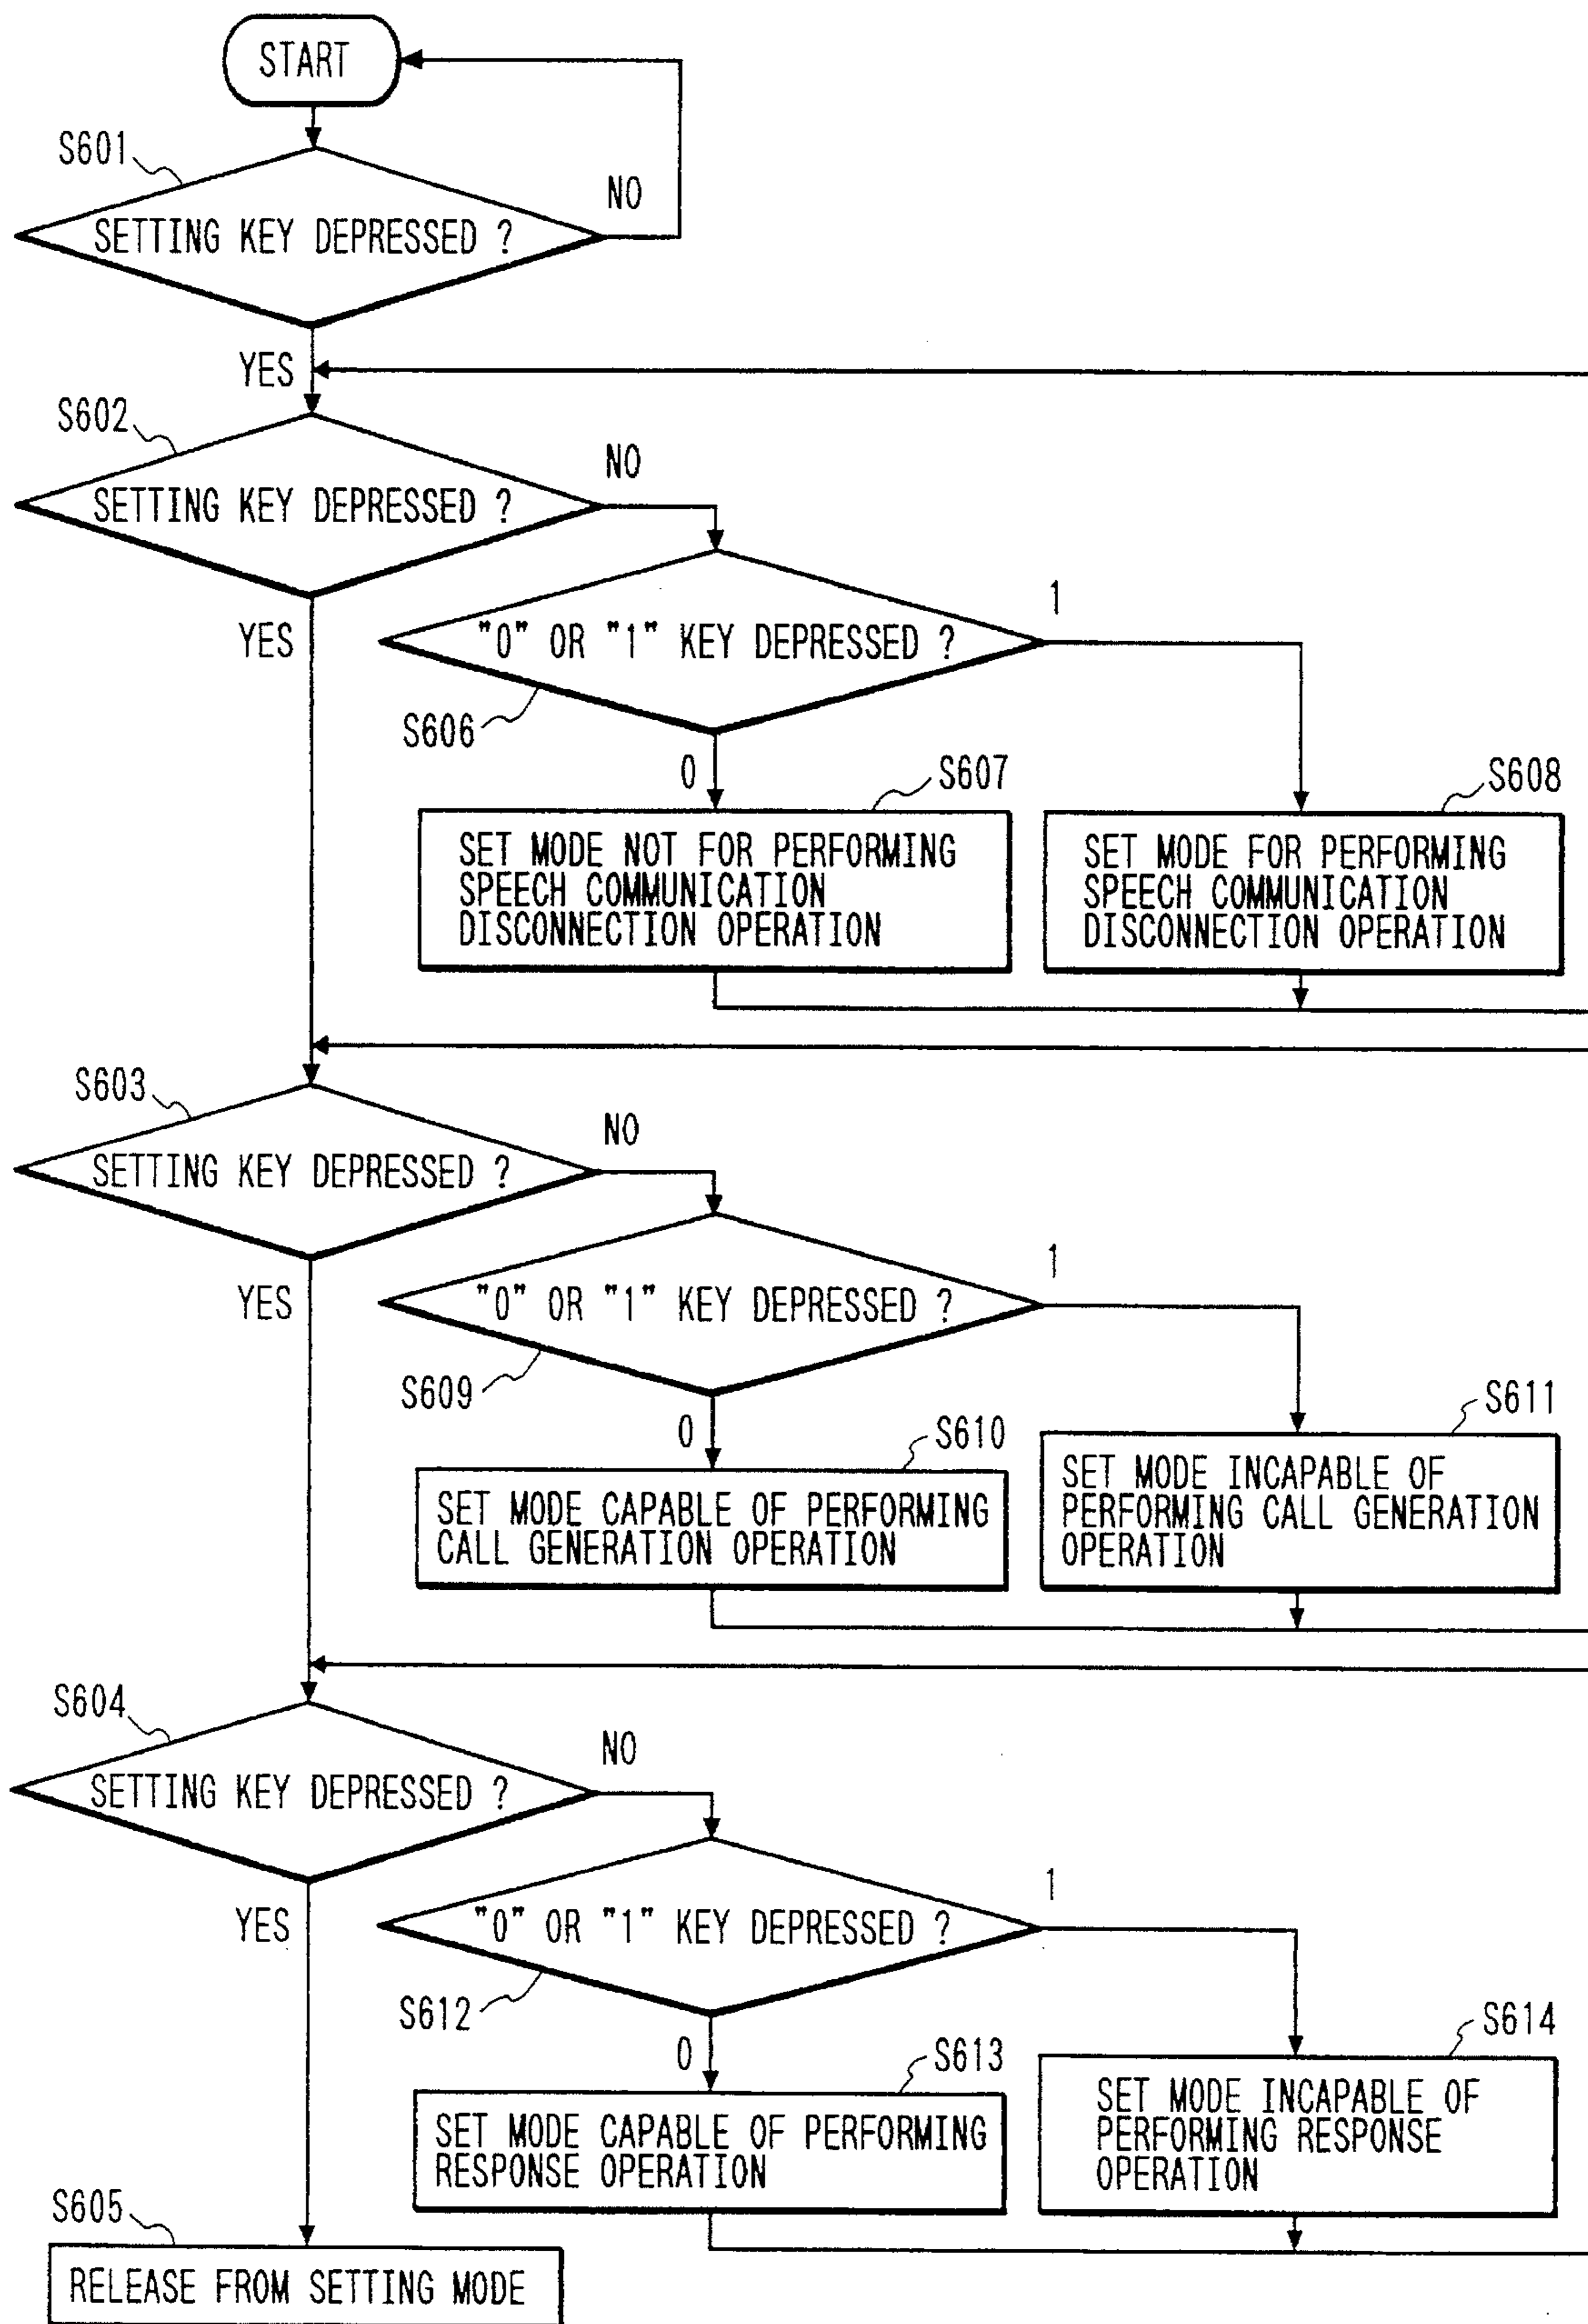 START
S601
NO
SETTING KEY DEPRESSED ?
YES
S602
NO
SETTING KEY DEPRESSED ?
YES
1
"0" OR "1" KEY DEPRESSED ?
S606
0
S607
S608
SET MODE NOT FOR PERFORMING
SPEECH COMMUNICATION
DISCONNECTION OPERATION
SET MODE FOR PERFORMING
SPEECH COMMUNICATION
DISCONNECTION OPERATION
S603
NO
SETTING KEY DEPRESSED ?
YES
1
"0" OR "1" KEY DEPRESSED ?
S609
0
S610
S611
SET MODE CAPABLE OF PERFORMING
CALL GENERATION OPERATION
SET MODE INCAPABLE OF
PERFORMING CALL GENERATION
OPERATION
S604
NO
SETTING KEY DEPRESSED ?
YES
1
"0" OR "1" KEY DEPRESSED ?
S612
0
S613
S614
SET MODE CAPABLE OF PERFORMING
RESPONSE OPERATION
SET MODE INCAPABLE OF
PERFORMING RESPONSE
OPERATION
S605
RELEASE FROM SETTING MODE